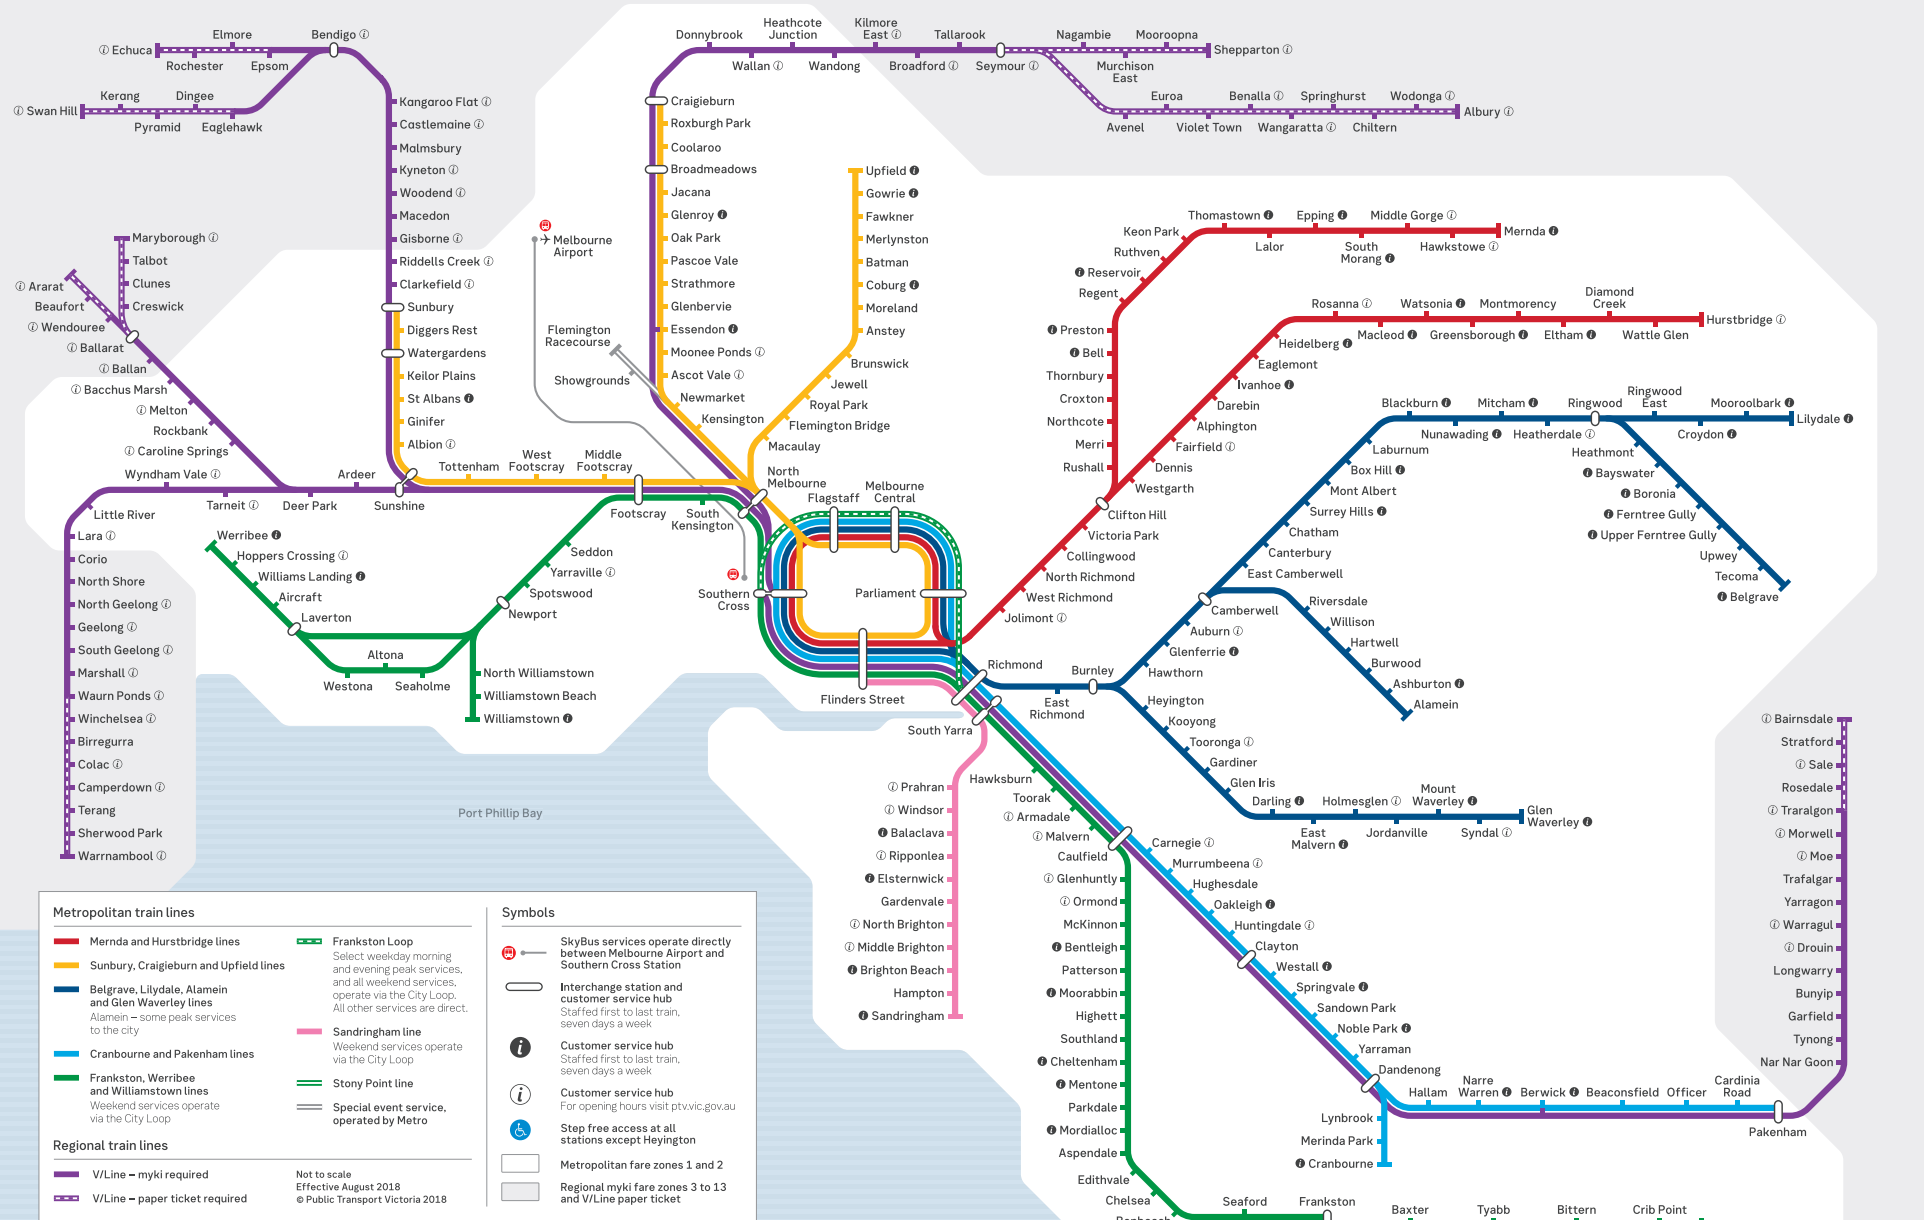 Echuca
Elmore
Rochester
Epsom
Bendigo
Swan Hill
Kerang
Dingee
Pyramid
Eaglehawk
Kangaroo Flat
Castlemaine
Malmsbury
Kyneton
Woodend
Macedon
Gisborne
Riddells Creek
Clarkefield
Sunbury
Diggers Rest
Watergardens
Keilor Plains
St Albans
Ginifer
Albion
Maryborough
Talbot
Clunes
Creswick
Ararat
Beaufort
Wendouree
Ballarat
Ballan
Bacchus Marsh
Melton
Rockbank
Caroline Springs
Wyndham Vale
Tarneit
Deer Park
Ardeer
Sunshine
Tottenham
West
Footscray
Middle
Footscray
Footscray
South
Kensington
Little River
Lara
Corio
North Shore
North Geelong
Geelong
South Geelong
Marshall
Waurn Ponds
Winchelsea
Birregurra
Colac
Camperdown
Terang
Sherwood Park
Warrnambool
Werribee
Hoppers Crossing
Williams Landing
Aircraft
Laverton
Altona
Westona
Seaholme
Seddon
Yarraville
Spotswood
Newport
North Williamstown
Williamstown Beach
Williamstown
Donnybrook
Heathcote
Junction
Kilmore
East
Tallarook
Wallan
Wandong
Broadford
Seymour
Nagambie
Mooroopna
Murchison
East
Shepparton
Euroa
Benalla
Springhurst
Wodonga
Avenel
Violet Town
Wangaratta
Chiltern
Albury
Craigieburn
Roxburgh Park
Coolaroo
Broadmeadows
Jacana
Glenroy
Oak Park
Pascoe Vale
Strathmore
Glenbervie
Essendon
Moonee Ponds
Ascot Vale
Newmarket
Kensington
Melbourne
Airport
Flemington
Racecourse
Showgrounds
Upfield
Gowrie
Fawkner
Merlynston
Batman
Coburg
Moreland
Anstey
Brunswick
Jewell
Royal Park
Flemington Bridge
Macaulay
North
Melbourne
Flagstaff
Melbourne
Central
Southern
Cross
Parliament
Flinders Street
Keon Park
Thomastown
Epping
Middle Gorge
Lalor
South
Morang
Hawkstowe
Mernda
Ruthven
Reservoir
Regent
Preston
Bell
Thornbury
Croxton
Northcote
Merri
Rushall
Rosanna
Watsonia
Montmorency
Diamond
Creek
Macleod
Greensborough
Eltham
Wattle Glen
Hurstbridge
Heidelberg
Eaglemont
Ivanhoe
Darebin
Alphington
Fairfield
Dennis
Westgarth
Clifton Hill
Victoria Park
Collingwood
North Richmond
West Richmond
Jolimont
Blackburn
Mitcham
Ringwood
Ringwood
East
Mooroolbark
Nunawading
Heatherdale
Croydon
Lilydale
Laburnum
Box Hill
Mont Albert
Surrey Hills
Chatham
Canterbury
East Camberwell
Camberwell
Auburn
Glenferrie
Hawthorn
Heathmont
Bayswater
Boronia
Ferntree Gully
Upper Ferntree Gully
Upwey
Tecoma
Belgrave
Riversdale
Willison
Hartwell
Burwood
Ashburton
Alamein
Richmond
East
Richmond
Burnley
Heyington
Kooyong
Tooronga
Gardiner
Glen Iris
Darling
Holmesglen
Mount
Waverley
East
Malvern
Jordanville
Syndal
Glen
Waverley
South Yarra
Prahran
Windsor
Balaclava
Ripponlea
Elsternwick
Gardenvale
North Brighton
Middle Brighton
Brighton Beach
Hampton
Sandringham
Hawksburn
Toorak
Armadale
Malvern
Caulfield
Glenhuntly
Ormond
McKinnon
Bentleigh
Patterson
Moorabbin
Highett
Southland
Cheltenham
Mentone
Parkdale
Mordialloc
Aspendale
Edithvale
Chelsea
Seaford
Frankston
Baxter
Tyabb
Bittern
Crib Point
Carnegie
Murrumbeena
Hughesdale
Oakleigh
Huntingdale
Clayton
Westall
Springvale
Sandown Park
Noble Park
Yarraman
Dandenong
Hallam
Narre
Warren
Berwick
Beaconsfield
Officer
Cardinia
Road
Pakenham
Lynbrook
Merinda Park
Cranbourne
Bairnsdale
Stratford
Sale
Rosedale
Traralgon
Morwell
Moe
Trafalgar
Yarragon
Warragul
Drouin
Longwarry
Bunyip
Garfield
Tynong
Nar Nar Goon
Port Phillip Bay
Metropolitan train lines
Mernda and Hurstbridge lines
Sunbury, Craigieburn and Upfield lines
Belgrave, Lilydale, Alamein
and Glen Waverley lines
Alamein – some peak services
to the city
Cranbourne and Pakenham lines
Frankston, Werribee
and Williamstown lines
Weekend services operate
via the City Loop
Frankston Loop
Select weekday morning
and evening peak services,
and all weekend services,
operate via the City Loop.
All other services are direct.
Sandringham line
Weekend services operate
via the City Loop
Stony Point line
Special event service,
operated by Metro
Regional train lines
V/Line – myki required
V/Line – paper ticket required
Not to scale
Effective August 2018
© Public Transport Victoria 2018
Symbols
SkyBus services operate directly
between Melbourne Airport and
Southern Cross Station
Interchange station and
customer service hub
Staffed first to last train,
seven days a week
Customer service hub
Staffed first to last train,
seven days a week
Customer service hub
For opening hours visit ptv.vic.gov.au
Step free access at all
stations except Heyington
Metropolitan fare zones 1 and 2
Regional myki fare zones 3 to 13
and V/Line paper ticket